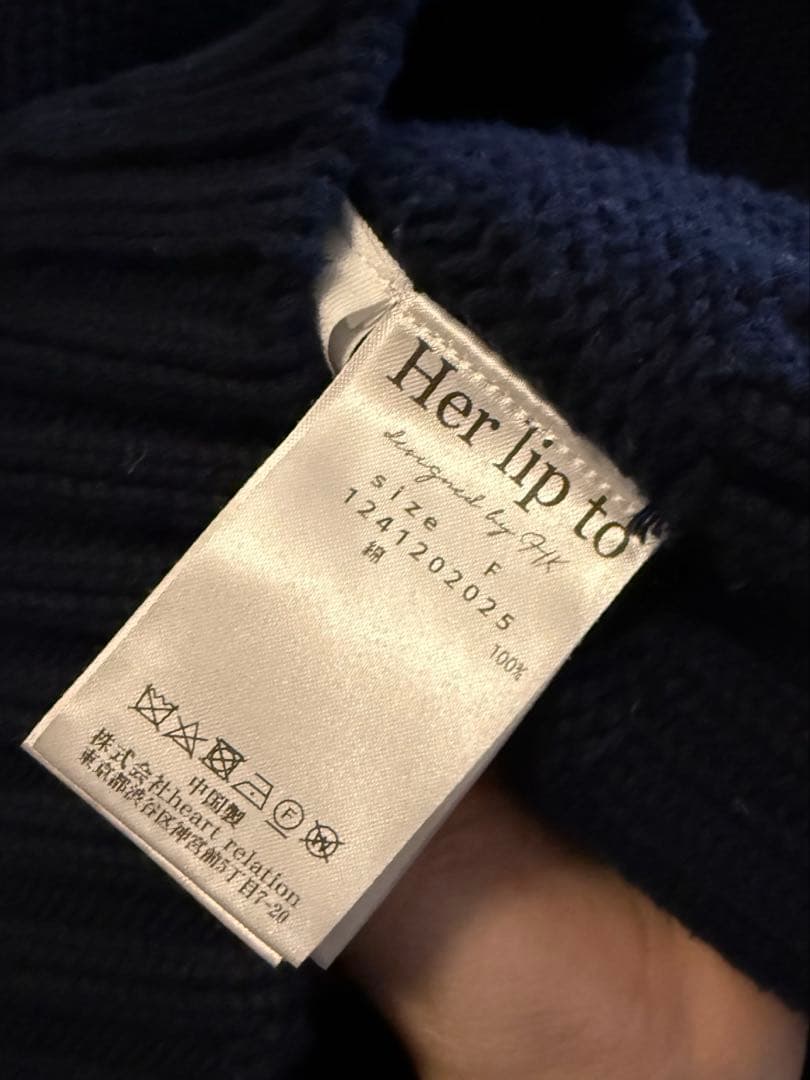 Her lip to
designed by HK
size F
1241202025
綿 100%
中国製
株式会社heart relation
東京都渋谷区神宮前5丁目7-20